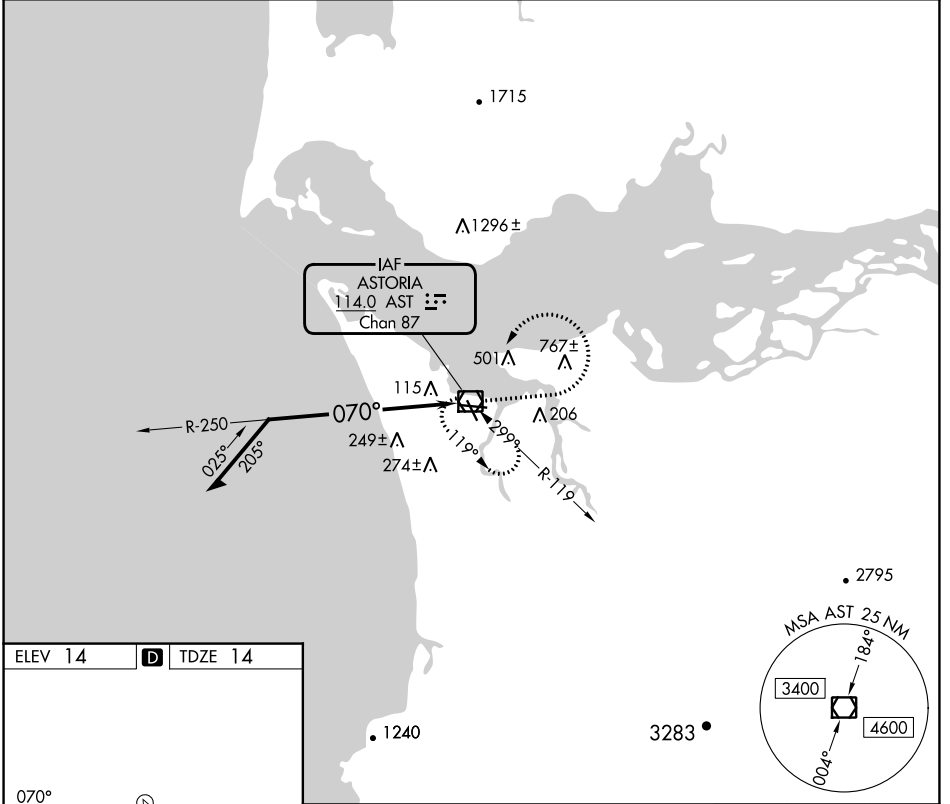 1715
1296±
IAF
ASTORIA
114.0 AST
Chan 87
501
767±
115
R-250
070°
206
249±
274±
025°
205°
119°
299°
R-119
2795
MSA AST 25 NM
184°
3400
4600
004°
3283
1240
ELEV 14 D TDZE 14
070°